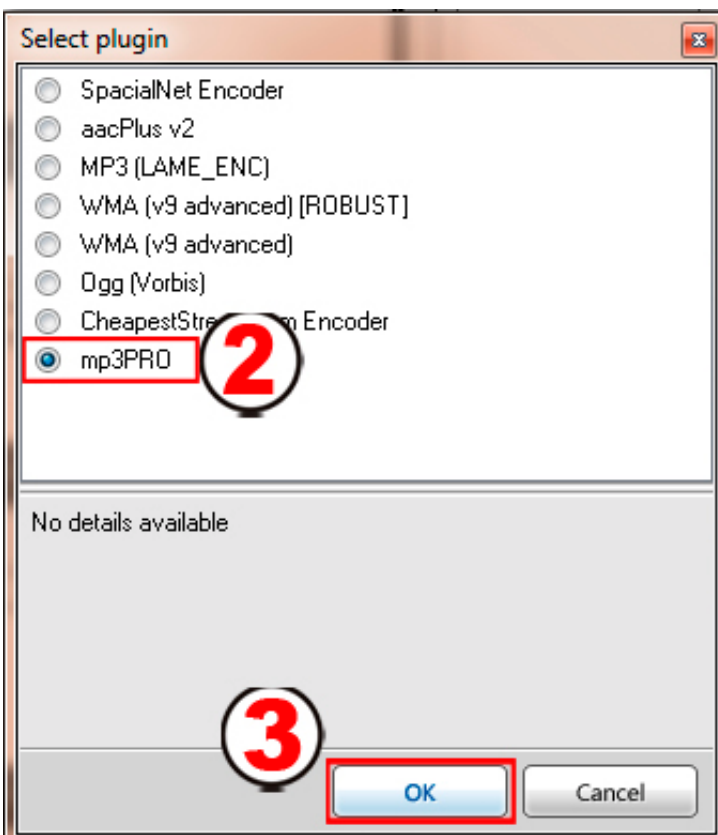 Select plugin
SpacialNet Encoder
aacPlus v2
MP3 (LAME_ENC)
WMA (v9 advanced) [ROBUST]
WMA (v9 advanced)
Ogg (Vorbis)
Encoder
mp3PRO
2
No details available
3
OK
Cancel